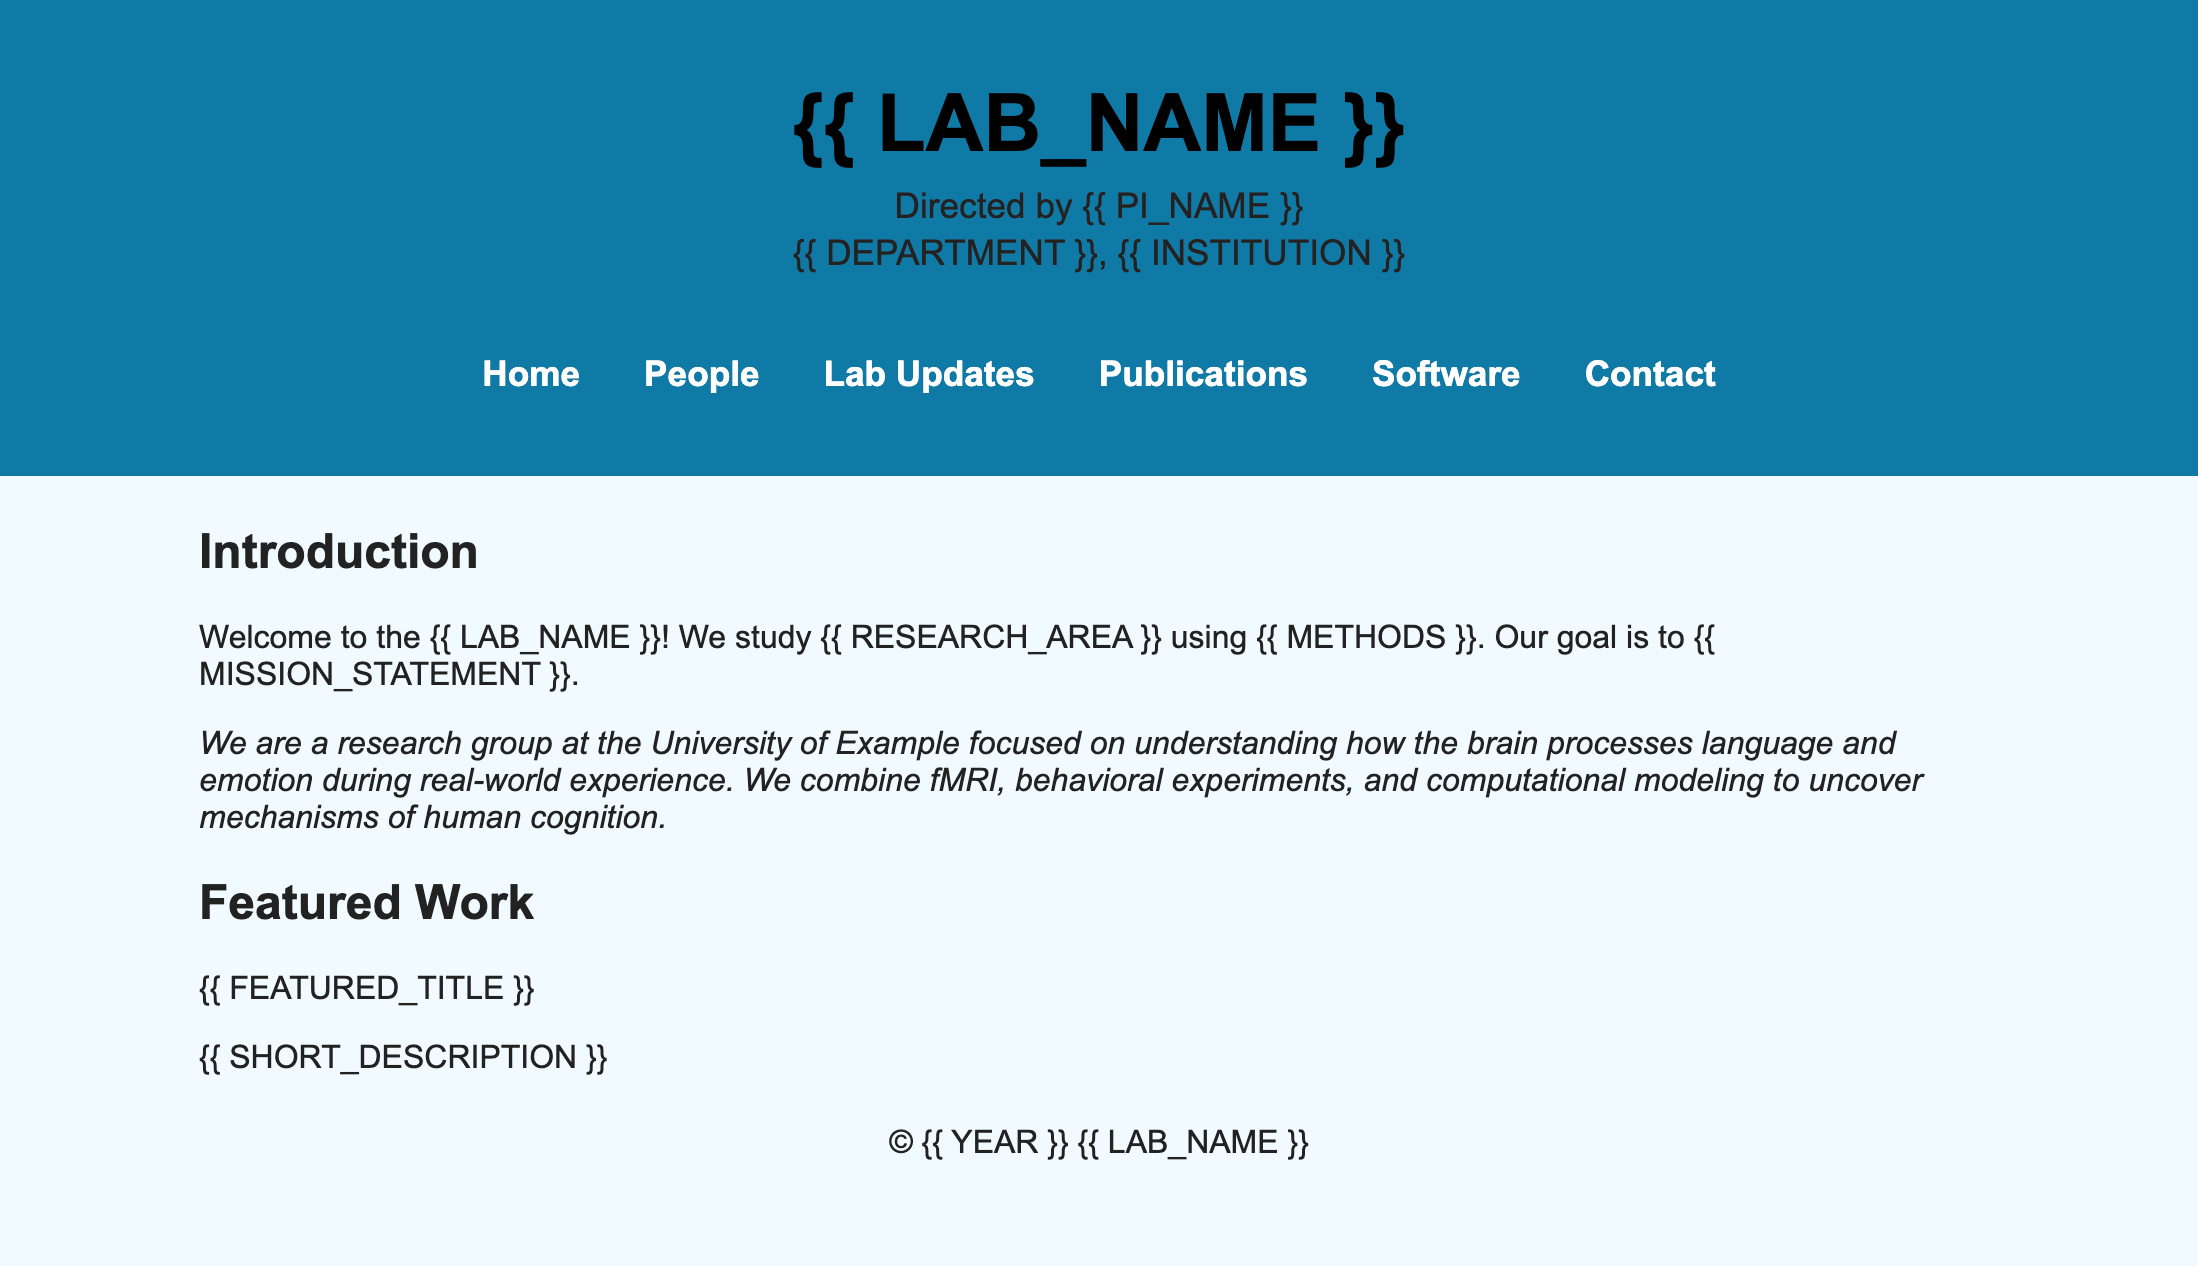 {{ LAB_NAME }}
Directed by {{ PI_NAME }}
{{ DEPARTMENT }}, {{ INSTITUTION }}
Home People Lab Updates Publications Software Contact
Introduction
Welcome to the {{ LAB_NAME }}! We study {{ RESEARCH_AREA }} using {{ METHODS }}. Our goal is to {{
MISSION_STATEMENT }}.
We are a research group at the University of Example focused on understanding how the brain processes language and
emotion during real-world experience. We combine fMRI, behavioral experiments, and computational modeling to uncover
mechanisms of human cognition.
Featured Work
{{ FEATURED_TITLE }}
{{ SHORT_DESCRIPTION }}
© {{ YEAR }} {{ LAB_NAME }}